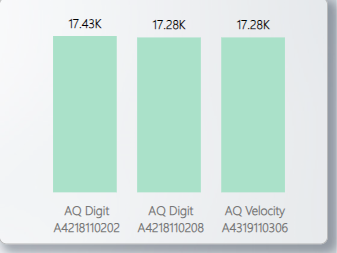 17.43K 17.28K 17.28K
AQ Digit AQ Digit AQ Velocity
A4218110202 A4218110208 A4319110306